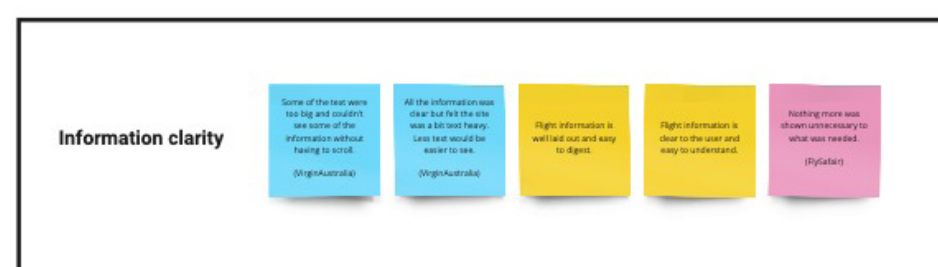 Information clarity
Some of the text were
too big and couldn't
see some of the
information without
having to scroll.
(VirginAustralia)
All the information was
clear but felt the site
was a bit text heavy.
Less text would be
easier to see.
(VirginAustralia)
Flight information is
well laid out and easy
to digest.
Flight information is
clear to the user and
easy to understand.
Nothing more was
shown unnecessary to
what was needed.
(FlySafair)